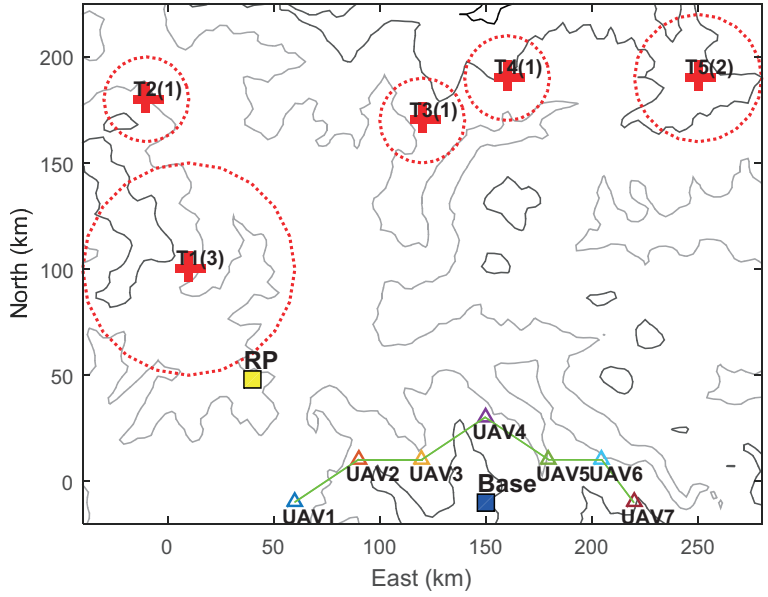 T4(1)
T5(2)
T2(1)
T3(1)
T1(3)
RP
UAV4
UAV2
UAV3
UAV5
UAV6
Base
UAV1
UAV7
200
150
100
50
0
0
50
100
150
200
250
East (km)
North (km)